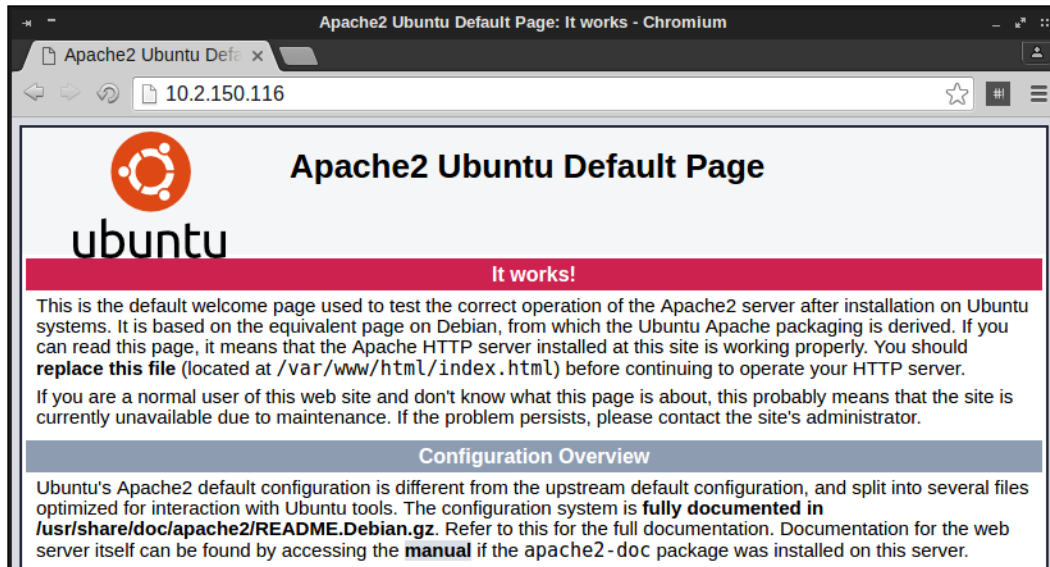 Apache2 Ubuntu Default Page: It works - Chromium
Apache2 Ubuntu Defa
10.2.150.116
#!
Apache2 Ubuntu Default Page
ubuntu
It works!
This is the default welcome page used to test the correct operation of the Apache2 server after installation on Ubuntu
systems. It is based on the equivalent page on Debian, from which the Ubuntu Apache packaging is derived. If you
can read this page, it means that the Apache HTTP server installed at this site is working properly. You should
replace this file (located at /var/www/html/index.html) before continuing to operate your HTTP server.
If you are a normal user of this web site and don't know what this page is about, this probably means that the site is
currently unavailable due to maintenance. If the problem persists, please contact the site's administrator.
Configuration Overview
Ubuntu's Apache2 default configuration is different from the upstream default configuration, and split into several files
optimized for interaction with Ubuntu tools. The configuration system is fully documented in
/usr/share/doc/apache2/README.Debian.gz. Refer to this for the full documentation. Documentation for the web
server itself can be found by accessing the manual if the apache2-doc package was installed on this server.